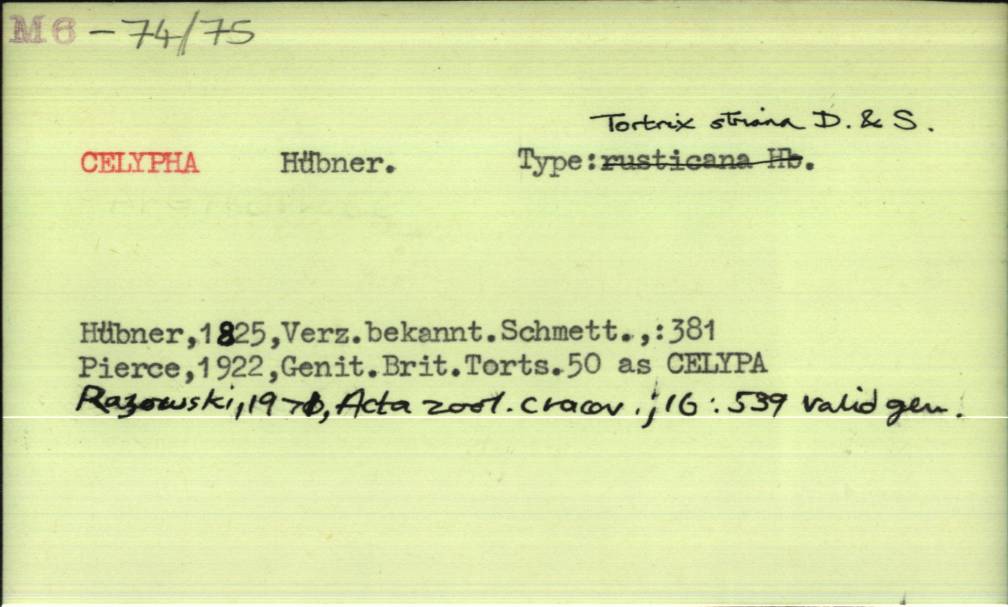 M6 - 74/75
Tortrix striana D. & S.
CELYPHA Hübner. Type: rusticana Hb.
Hübner,1825,Verz.bekannt.Schmett.,:381
Pierce,1922,Genit.Brit.Torts.50 as CELYPA
Razowski, Acta zool. cracov.; 16: 539 valid gen.